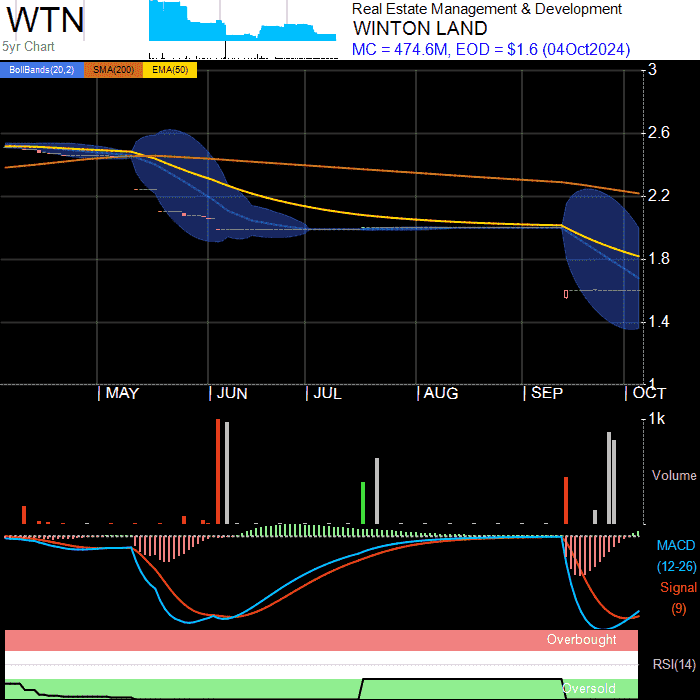 WTN
5yr Chart
Real Estate Management & Development
WINTON LAND
MC = 474.6M, EOD = $1.6 (04Oct2024)
BollBands(20,2) SMA(200) EMA(50)
3
2.6
2.2
1.8
1.4
1
MAY JUN JUL AUG SEP OCT
1k
Volume
MACD
(12-26)
Signal
(9)
Overbought
RSI(14)
Oversold